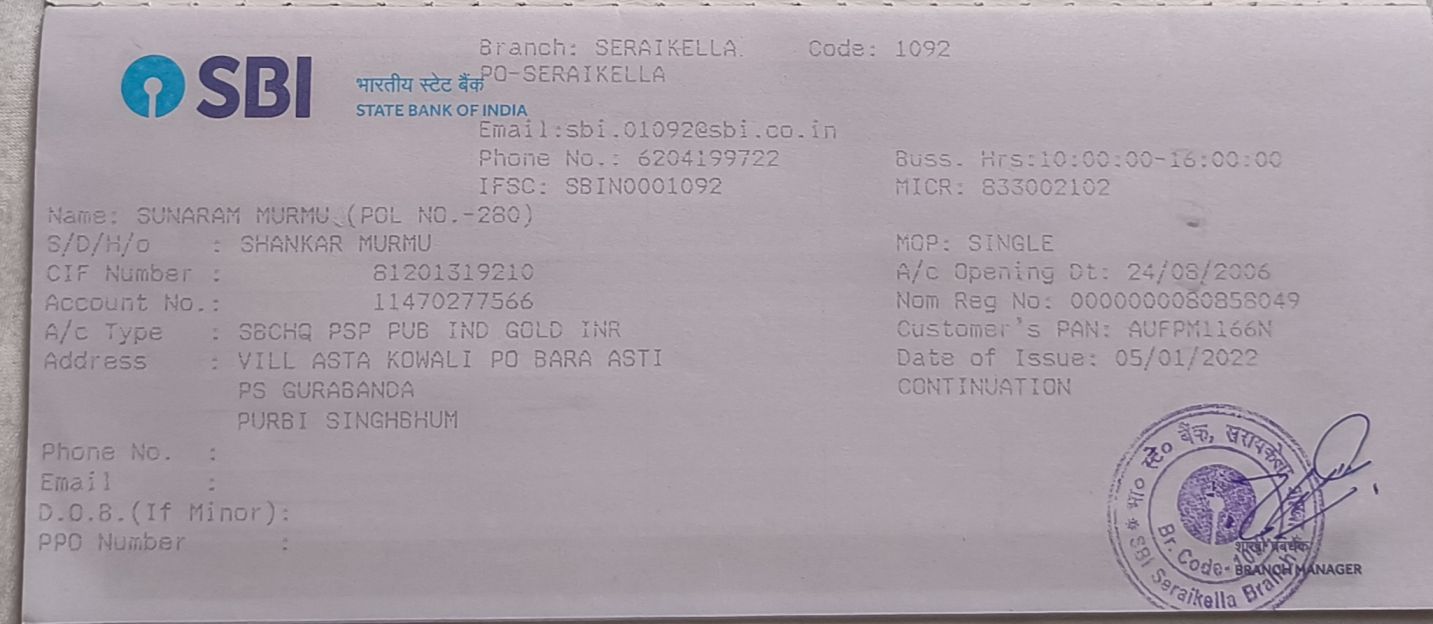 Branch: SERAIKELLA. Code: 1092
SBI
भारतीय स्टेट बैंक
PO-SERAIKELLA
STATE BANK OF INDIA
Email:sbi.01092@sbi.co.in
Phone No.: 6204199722 Buss. Hrs:10:00:00-16:00:00
IFSC: SBIN0001092 MICR: 833002102
Name: SUNARAM MURMU (POL NO.-280)
S/D/H/o : SHANKAR MURMU MOP: SINGLE
CIF Number : 81201319210 A/c Opening Dt: 24/08/2006
Account No.: 11470277566 Nom Reg No: 0000000080858049
A/c Type : SBCHQ PSP PUB IND GOLD INR Customer's PAN: AUFPM1166N
Address : VILL ASTA KOWALI PO BARA ASTI Date of Issue: 05/01/2022
PS GURABANDA CONTINUATION
PURBI SINGHBHUM
Phone No. :
Email :
D.O.B.(If Minor):
PPO Number :
भा० स्टे० बैंक, सरायकेला
SBI Seraikella Branch
Br. Code-
शाखा प्रबंधक
BRANCH MANAGER